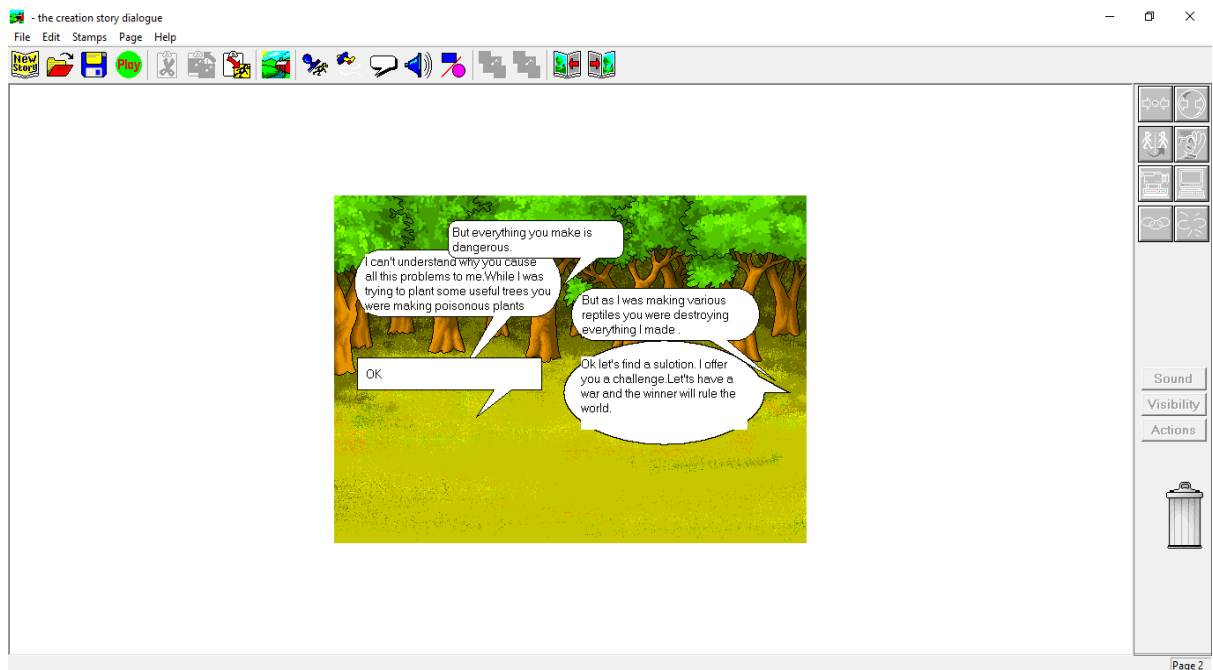 - the creation story dialogue
File Edit Stamps Page Help
New Story
Play
But everything you make is
dangerous.
I can't understand why you cause
all this problems to me.While I was
trying to plant some useful trees you
were making poisonous plants
But as I was making various
reptiles you were destroying
everything I made .
OK
Ok let's find a sulotion. I offer
you a challenge.Let'ts have a
war and the winner will rule the
world.
Sound
Visibility
Actions
Page 2